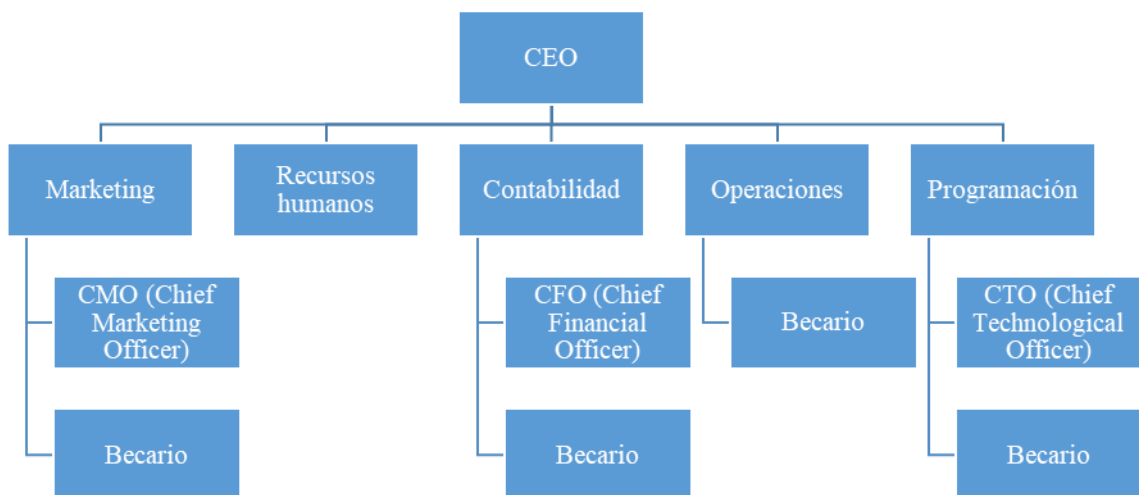 CEO
Marketing
Recursos
humanos
Contabilidad
Operaciones
Programación
CMO (Chief
Marketing
Officer)
CFO (Chief
Financial
Officer)
Becario
CTO (Chief
Technological
Officer)
Becario
Becario
Becario